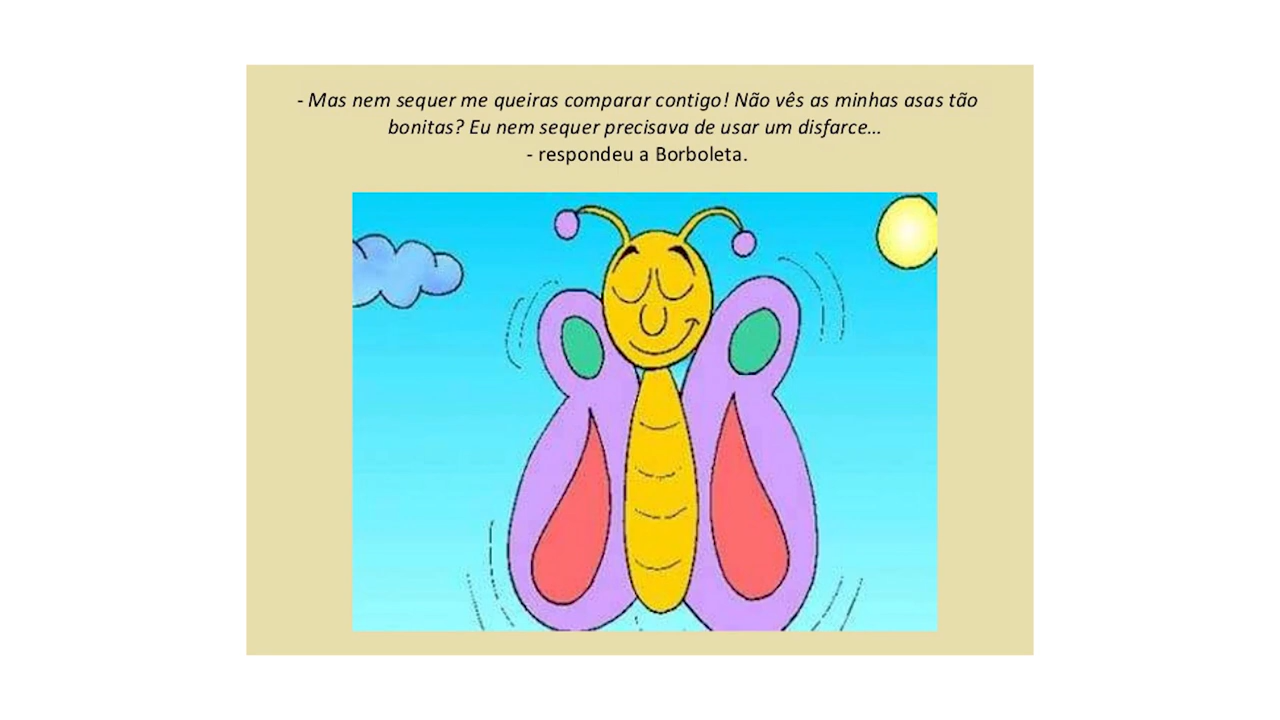 - Mas nem sequer me queiras comparar contigo! Não vês as minhas asas tão
bonitas? Eu nem sequer precisava de usar um disfarce…
- respondeu a Borboleta.